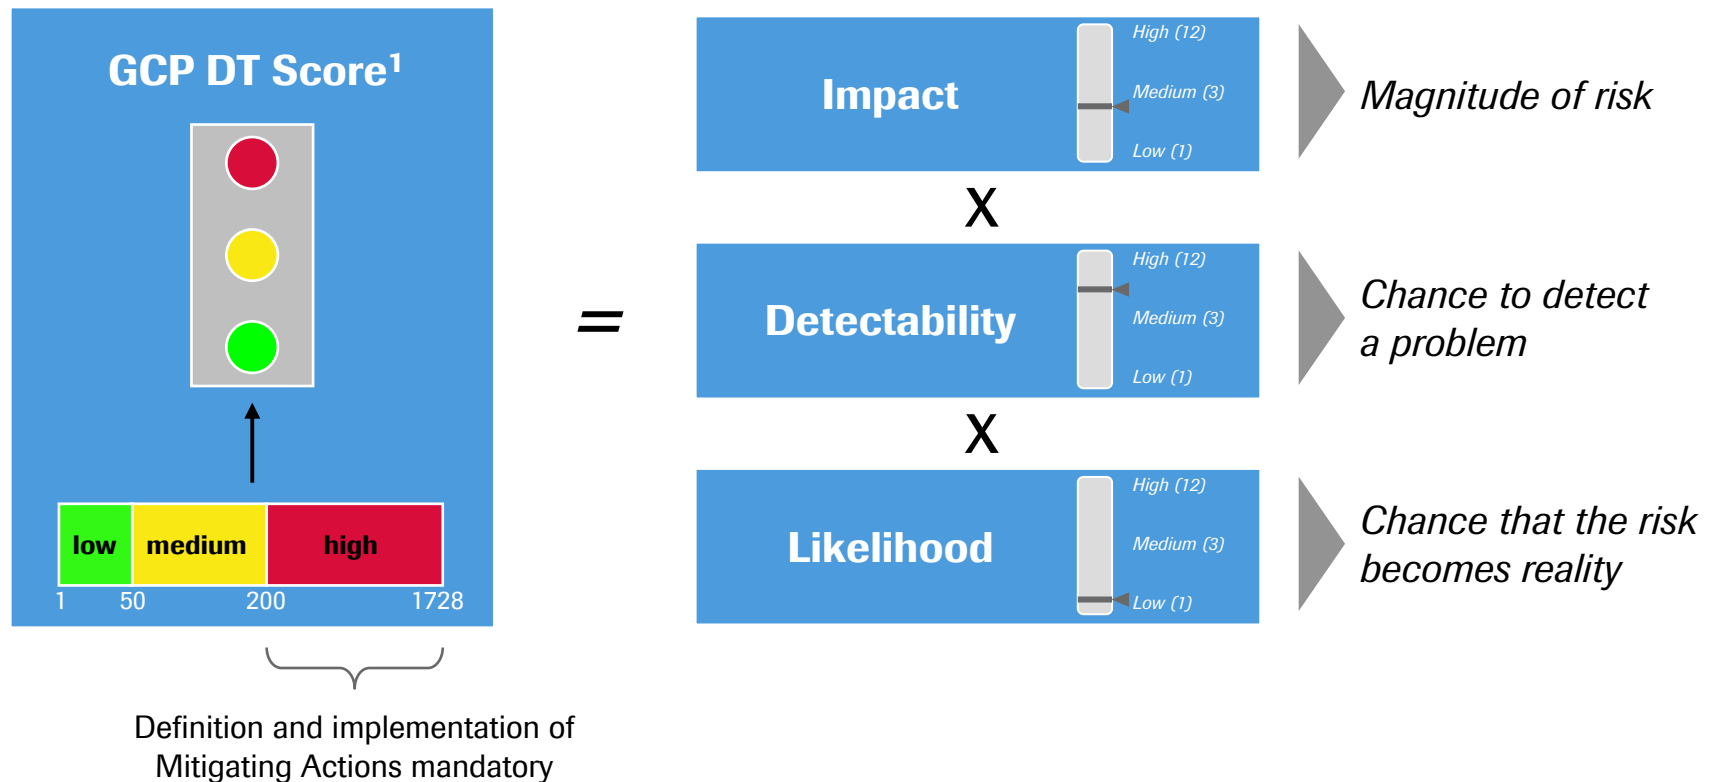 GCP DT Score¹
low medium high
1 50 200 1728
Definition and implementation of
Mitigating Actions mandatory
=
Impact
High (12)
Medium (3)
Low (1)
Magnitude of risk
X
Detectability
High (12)
Medium (3)
Low (1)
Chance to detect
a problem
X
Likelihood
High (12)
Medium (3)
Low (1)
Chance that the risk
becomes reality